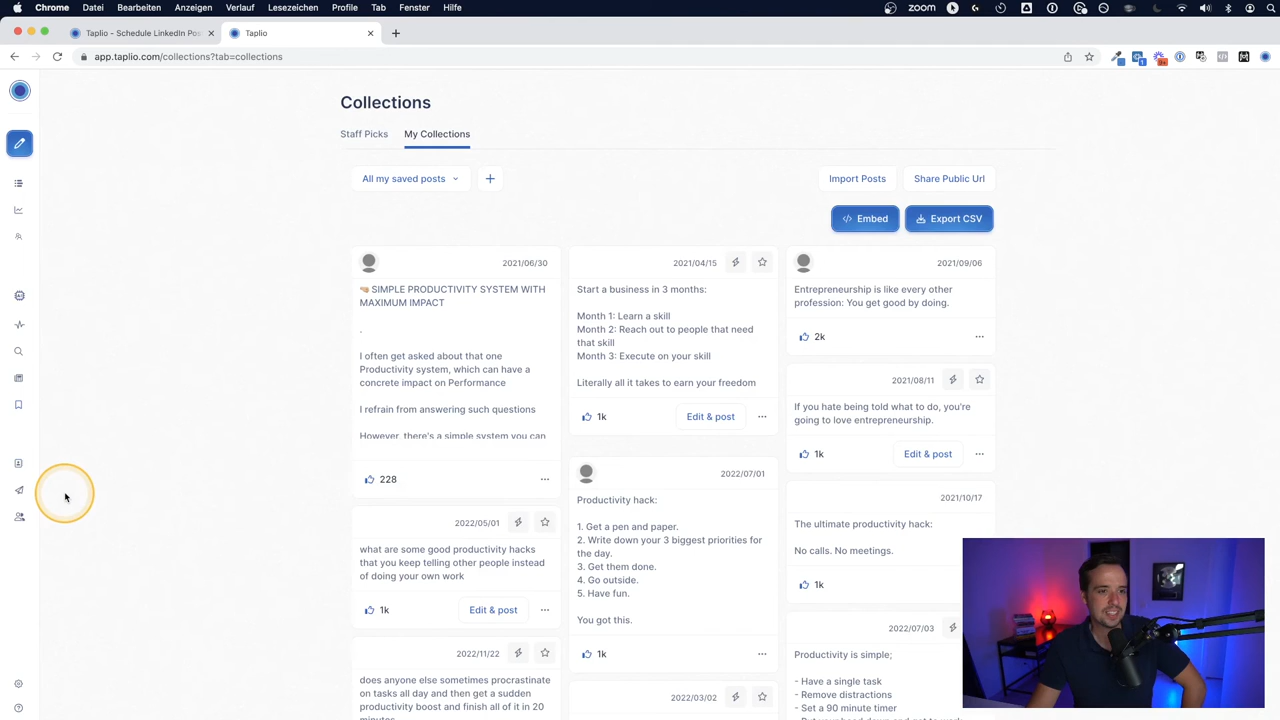 Chrome Datei Bearbeiten Anzeigen Verlauf Lesezeichen Profile Tab Fenster Hilfe
zoom
Taplio - Schedule LinkedIn Pos
Taplio
app.taplio.com/collections?tab=collections
Collections
Staff Picks My Collections
All my saved posts
Import Posts Share Public Url
Embed Export CSV
2021/06/30
SIMPLE PRODUCTIVITY SYSTEM WITH
MAXIMUM IMPACT
.
I often get asked about that one
Productivity system, which can have a
concrete impact on Performance
I refrain from answering such questions
However, there's a simple system you can
228
2022/05/01
what are some good productivity hacks
that you keep telling other people instead
of doing your own work
1k Edit & post
2022/11/22
does anyone else sometimes procrastinate
on tasks all day and then get a sudden
productivity boost and finish all of it in 20
minutes
2021/04/15
Start a business in 3 months:
Month 1: Learn a skill
Month 2: Reach out to people that need
that skill
Month 3: Execute on your skill
Literally all it takes to earn your freedom
1k Edit & post
2022/07/01
Productivity hack:
1. Get a pen and paper.
2. Write down your 3 biggest priorities for
the day.
3. Get them done.
4. Go outside.
5. Have fun.
You got this.
1k
2022/03/02
2021/09/06
Entrepreneurship is like every other
profession: You get good by doing.
2k
2021/08/11
If you hate being told what to do, you're
going to love entrepreneurship.
1k Edit & post
2021/10/17
The ultimate productivity hack:
No calls. No meetings.
1k
2022/07/03
Productivity is simple;
- Have a single task
- Remove distractions
- Set a 90 minute timer